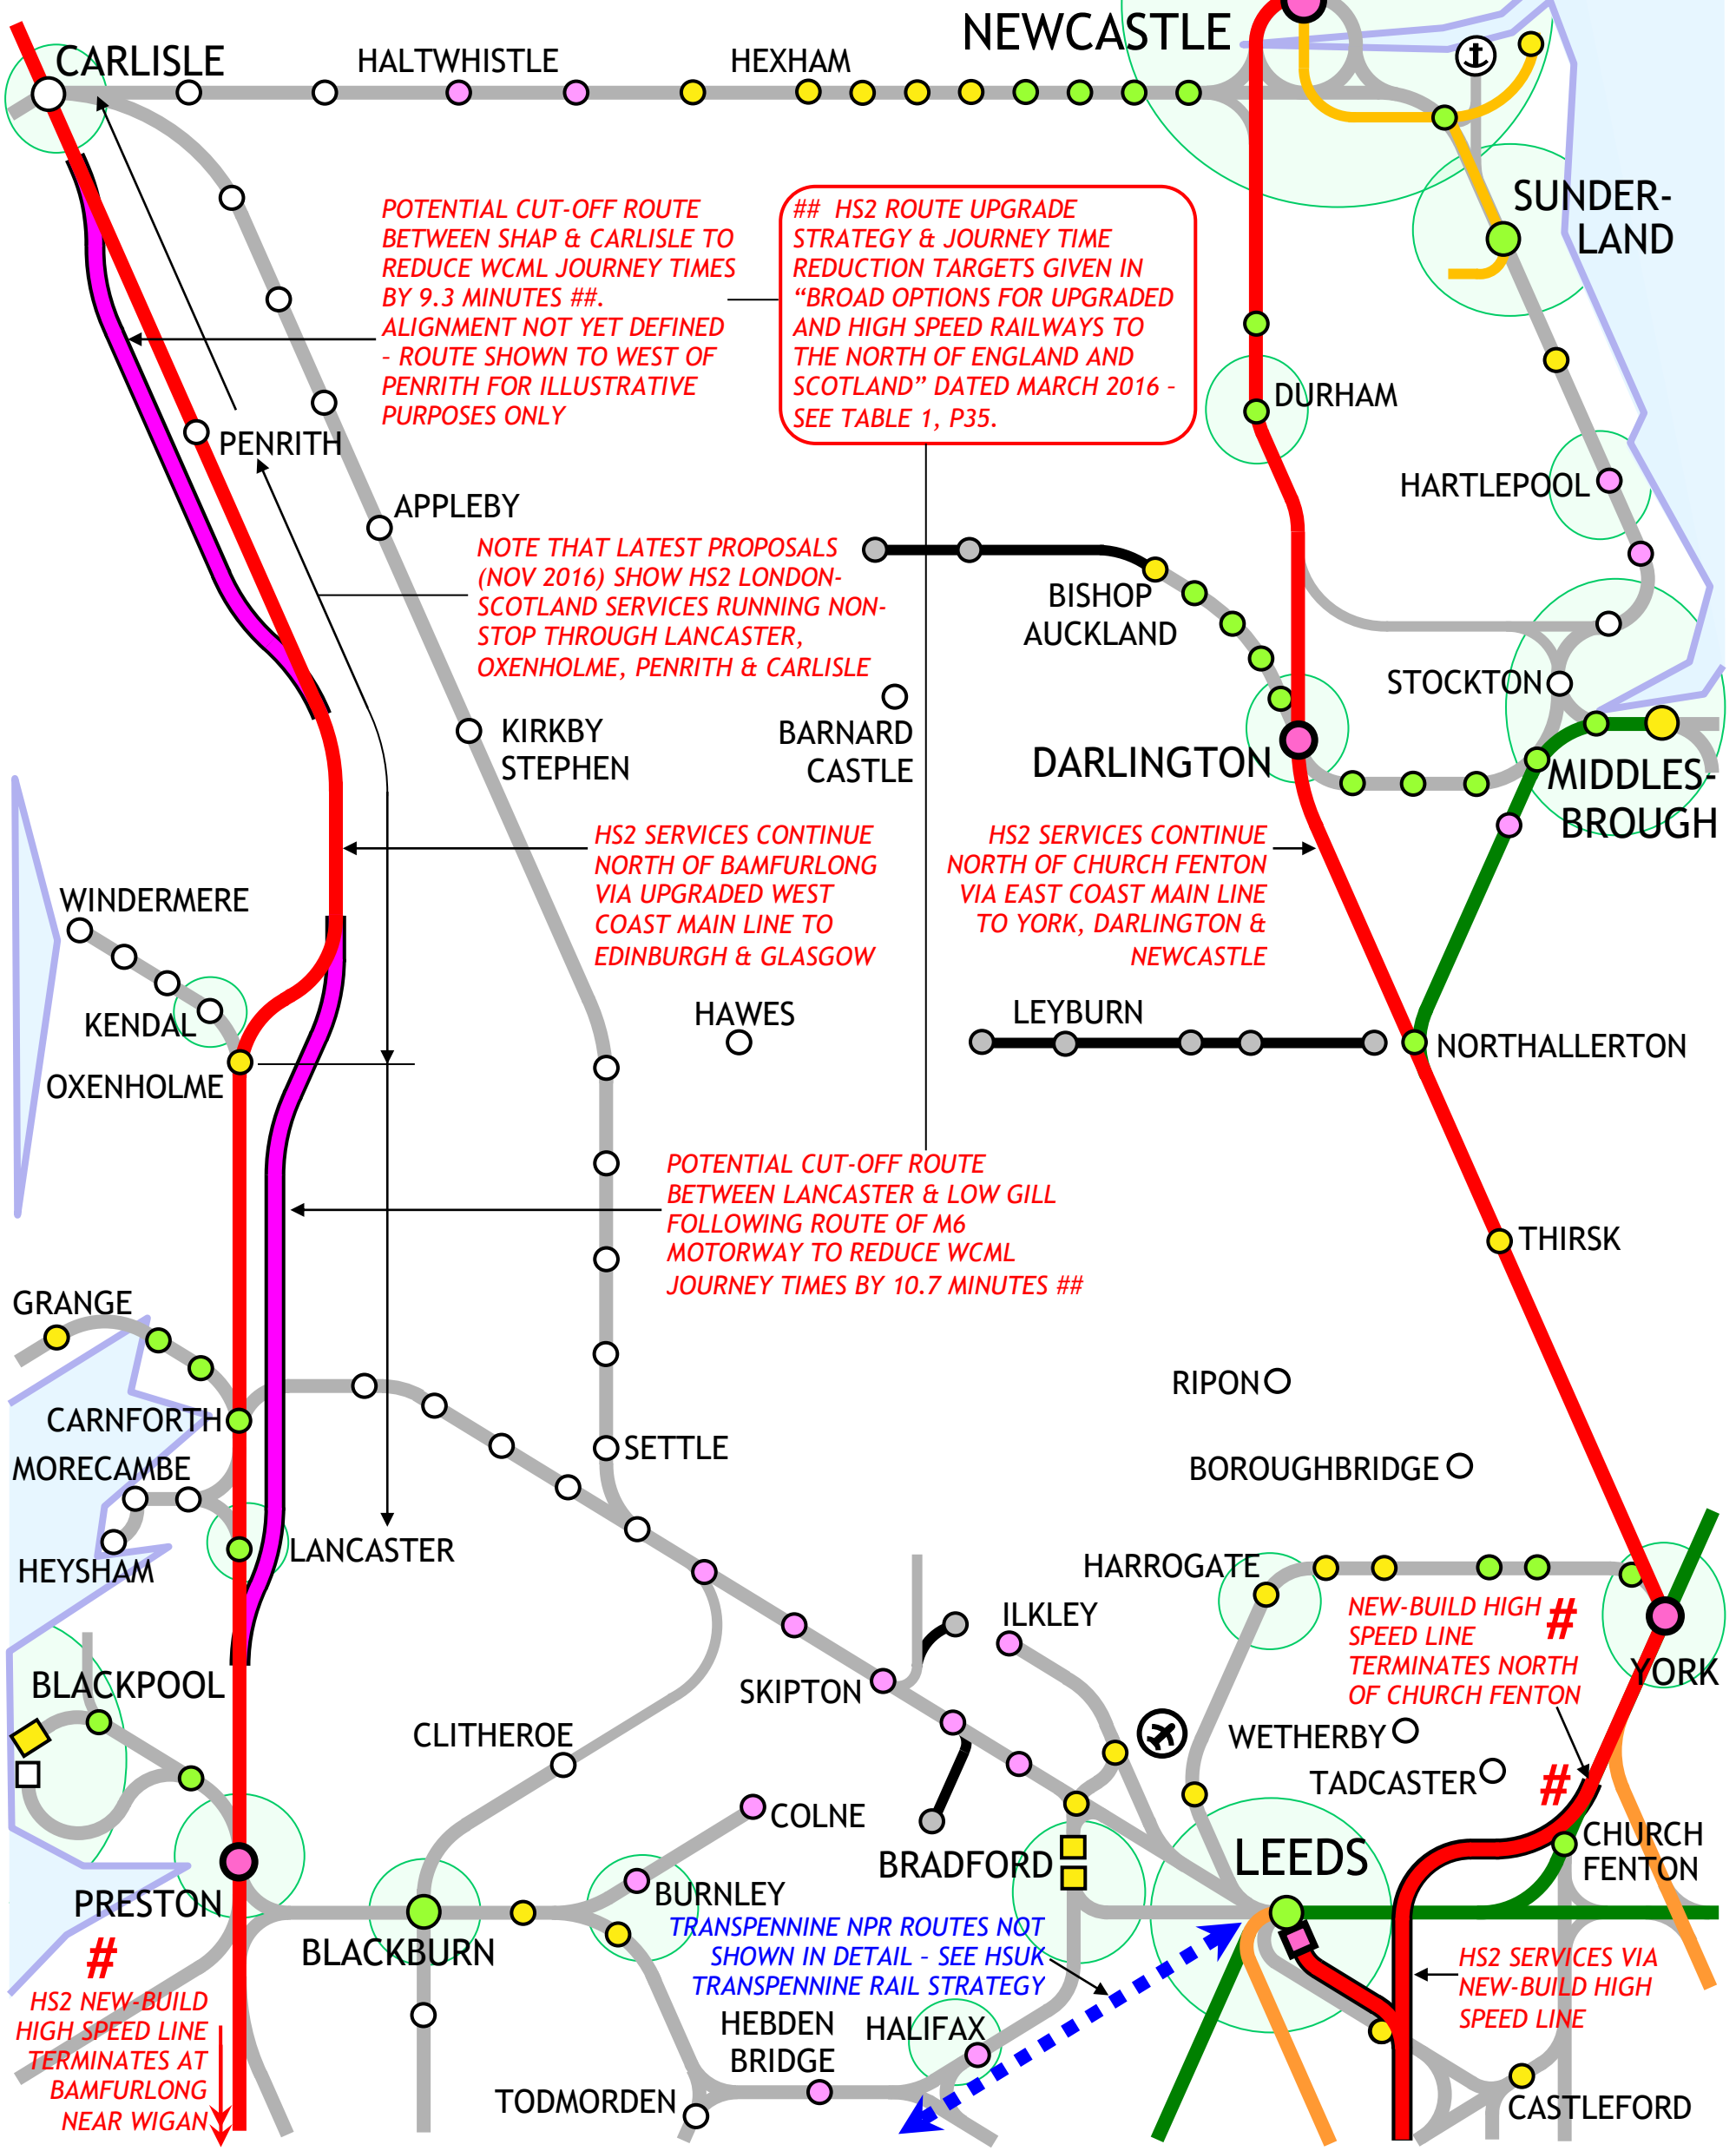 NEWCASTLE
CARLISLE
HALTWHISTLE
HEXHAM
SUNDER-
LAND
POTENTIAL CUT-OFF ROUTE
BETWEEN SHAP & CARLISLE TO
REDUCE WCML JOURNEY TIMES
BY 9.3 MINUTES ##.
ALIGNMENT NOT YET DEFINED
- ROUTE SHOWN TO WEST OF
PENRITH FOR ILLUSTRATIVE
PURPOSES ONLY
## HS2 ROUTE UPGRADE
STRATEGY & JOURNEY TIME
REDUCTION TARGETS GIVEN IN
“BROAD OPTIONS FOR UPGRADED
AND HIGH SPEED RAILWAYS TO
THE NORTH OF ENGLAND AND
SCOTLAND” DATED MARCH 2016 –
SEE TABLE 1, P35.
DURHAM
PENRITH
HARTLEPOOL
APPLEBY
NOTE THAT LATEST PROPOSALS
(NOV 2016) SHOW HS2 LONDON-
SCOTLAND SERVICES RUNNING NON-
STOP THROUGH LANCASTER,
OXENHOLME, PENRITH & CARLISLE
BISHOP
AUCKLAND
STOCKTON
KIRKBY
STEPHEN
BARNARD
CASTLE
DARLINGTON
MIDDLES-
BROUGH
HS2 SERVICES CONTINUE
NORTH OF BAMFURLONG
VIA UPGRADED WEST
COAST MAIN LINE TO
EDINBURGH & GLASGOW
HS2 SERVICES CONTINUE
NORTH OF CHURCH FENTON
VIA EAST COAST MAIN LINE
TO YORK, DARLINGTON &
NEWCASTLE
WINDERMERE
KENDAL
HAWES
LEYBURN
NORTHALLERTON
OXENHOLME
POTENTIAL CUT-OFF ROUTE
BETWEEN LANCASTER & LOW GILL
FOLLOWING ROUTE OF M6
MOTORWAY TO REDUCE WCML
JOURNEY TIMES BY 10.7 MINUTES ##
THIRSK
GRANGE
RIPON
CARNFORTH
SETTLE
MORECAMBE
BOROUGHBRIDGE
LANCASTER
HEYSHAM
HARROGATE
ILKLEY
NEW-BUILD HIGH #
SPEED LINE
TERMINATES NORTH
OF CHURCH FENTON
YORK
BLACKPOOL
SKIPTON
CLITHEROE
WETHERBY
TADCASTER
#
COLNE
CHURCH
FENTON
LEEDS
BRADFORD
PRESTON
BURNLEY
BLACKBURN
TRANSPENNINE NPR ROUTES NOT
SHOWN IN DETAIL – SEE HSUK
TRANSPENNINE RAIL STRATEGY
#
HS2 NEW-BUILD
HIGH SPEED LINE
TERMINATES AT
BAMFURLONG
NEAR WIGAN
HS2 SERVICES VIA
NEW-BUILD HIGH
SPEED LINE
HEBDEN
BRIDGE
HALIFAX
TODMORDEN
CASTLEFORD